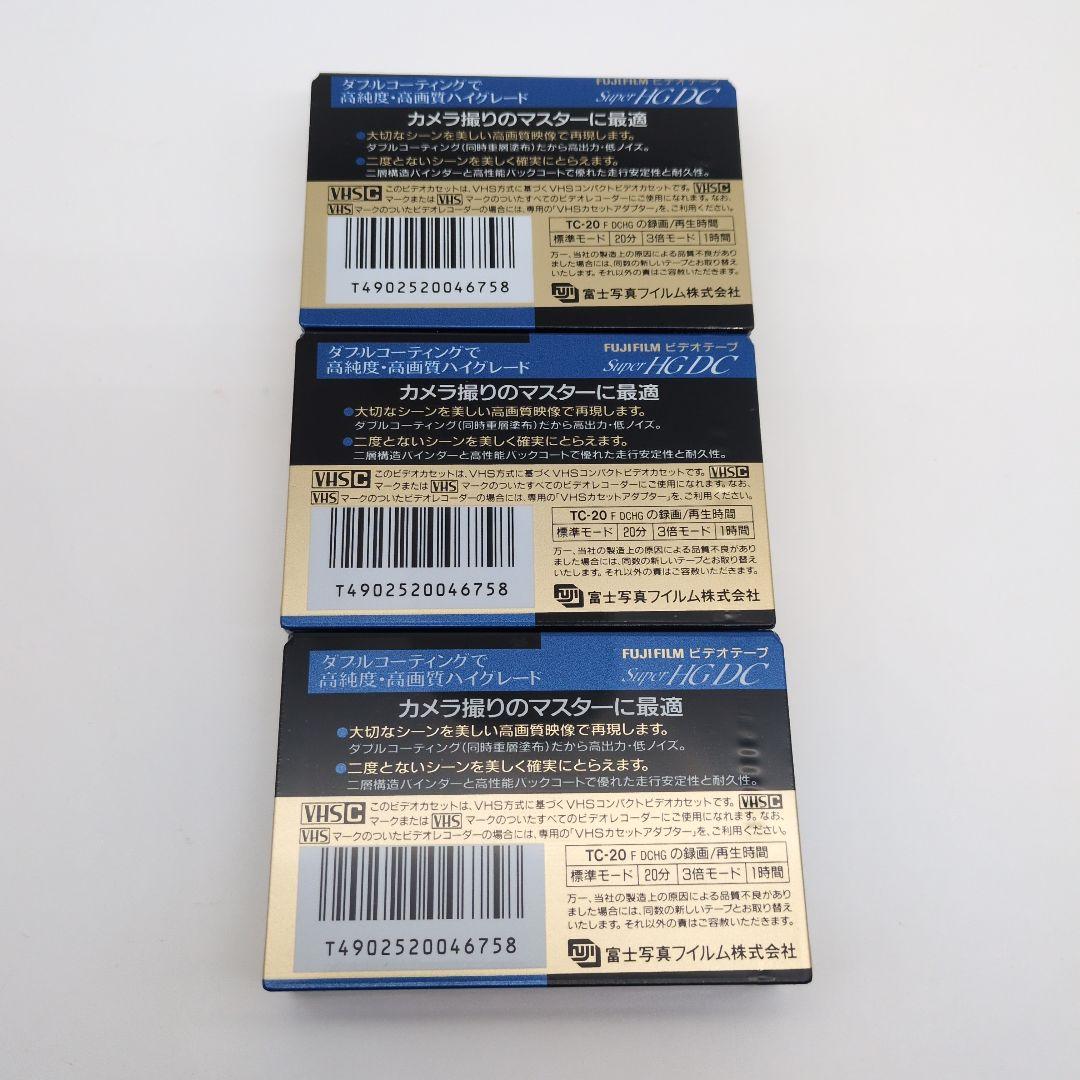 ダブルコーティングで
高純度・高画質ハイグレード
FUJIFILM ビデオテープ
Super HG DC
カメラ撮りのマスターに最適
●大切なシーンを美しい高画質映像で再現します。
ダブルコーティング(同時重層塗布)だから高出力・低ノイズ。
●二度とないシーンを美しく確実にとらえます。
二層構造バインダーと高性能バックコートで優れた走行安定性と耐久性。
VHSC このビデオカセットは、VHS方式に基づくVHSコンパクトビデオカセットです。VHSC
マークまたは VHS マークのついたすべてのビデオレコーダーにご使用になれます。なお、
VHS マークのついたビデオレコーダーの場合には、専用の「VHSカセットアダプター」を、ご利用ください。
TC-20 F DCHG の録画/再生時間
標準モード 20分 3倍モード 1時間
万一、当社の製造上の原因による品質不良があり
ました場合には、同数の新しいテープとお取り替え
いたします。それ以外の責はご容赦いただきます。
T4902520046758
Fuji 富士写真フイルム株式会社
ダブルコーティングで
高純度・高画質ハイグレード
FUJIFILM ビデオテープ
Super HG DC
カメラ撮りのマスターに最適
●大切なシーンを美しい高画質映像で再現します。
ダブルコーティング(同時重層塗布)だから高出力・低ノイズ。
●二度とないシーンを美しく確実にとらえます。
二層構造バインダーと高性能バックコートで優れた走行安定性と耐久性。
VHSC このビデオカセットは、VHS方式に基づくVHSコンパクトビデオカセットです。VHSC
マークまたは VHS マークのついたすべてのビデオレコーダーにご使用になれます。なお、
VHS マークのついたビデオレコーダーの場合には、専用の「VHSカセットアダプター」を、ご利用ください。
TC-20 F DCHG の録画/再生時間
標準モード 20分 3倍モード 1時間
万一、当社の製造上の原因による品質不良があり
ました場合には、同数の新しいテープとお取り替え
いたします。それ以外の責はご容赦いただきます。
T4902520046758
Fuji 富士写真フイルム株式会社
ダブルコーティングで
高純度・高画質ハイグレード
FUJIFILM ビデオテープ
Super HG DC
カメラ撮りのマスターに最適
●大切なシーンを美しい高画質映像で再現します。
ダブルコーティング(同時重層塗布)だから高出力・低ノイズ。
●二度とないシーンを美しく確実にとらえます。
二層構造バインダーと高性能バックコートで優れた走行安定性と耐久性。
VHSC このビデオカセットは、VHS方式に基づくVHSコンパクトビデオカセットです。VHSC
マークまたは VHS マークのついたすべてのビデオレコーダーにご使用になれます。なお、
VHS マークのついたビデオレコーダーの場合には、専用の「VHSカセットアダプター」を、ご利用ください。
TC-20 F DCHG の録画/再生時間
標準モード 20分 3倍モード 1時間
万一、当社の製造上の原因による品質不良があり
ました場合には、同数の新しいテープとお取り替え
いたします。それ以外の責はご容赦いただきます。
T4902520046758
Fuji 富士写真フイルム株式会社